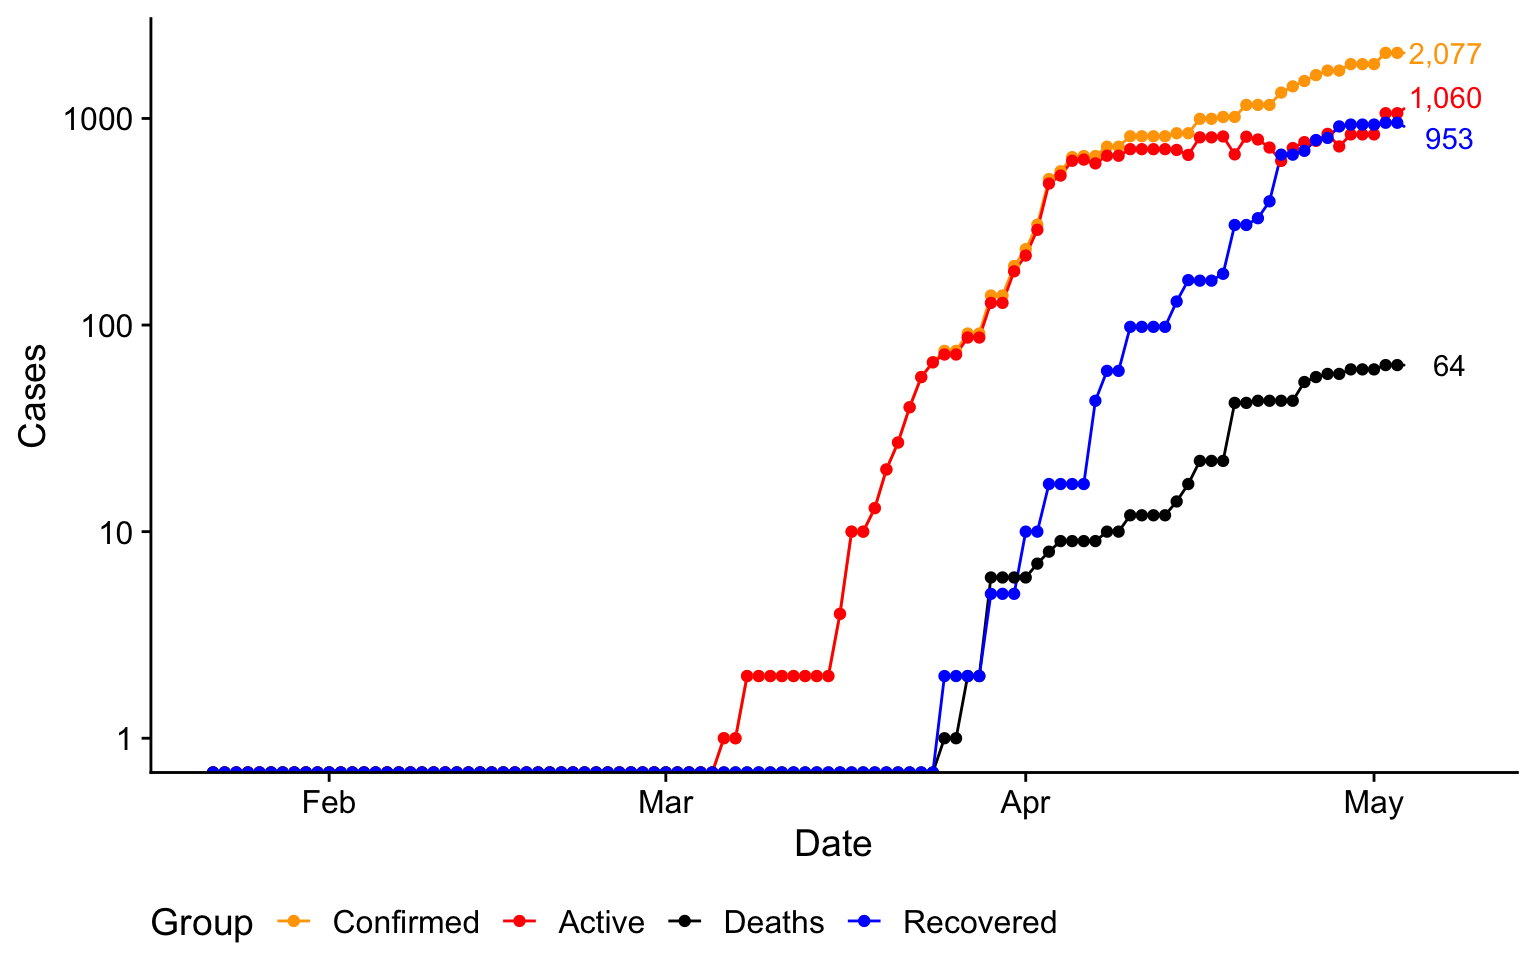 2,077
1,060
953
64
1000
100
10
1
Cases
Feb Mar Apr May
Date
Group Confirmed Active Deaths Recovered